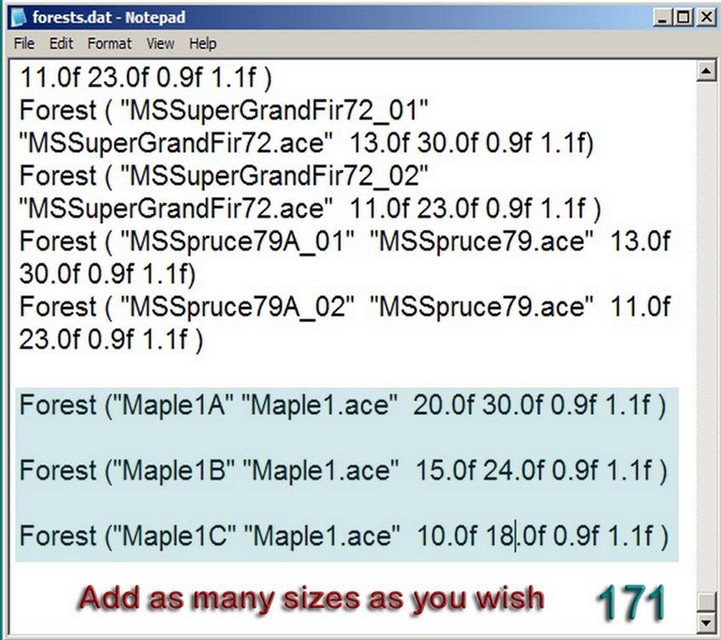 forests.dat - Notepad
File Edit Format View Help
11.0f 23.0f 0.9f 1.1f )
Forest ( "MSSuperGrandFir72_01"
"MSSuperGrandFir72.ace"  13.0f 30.0f 0.9f 1.1f)
Forest ( "MSSuperGrandFir72_02"
"MSSuperGrandFir72.ace"  11.0f 23.0f 0.9f 1.1f )
Forest ( "MSSpruce79A_01"  "MSSpruce79.ace"  13.0f
30.0f 0.9f 1.1f)
Forest ( "MSSpruce79A_02"  "MSSpruce79.ace"  11.0f
23.0f 0.9f 1.1f )
Forest ("Maple1A" "Maple1.ace"  20.0f 30.0f 0.9f 1.1f )
Forest ("Maple1B" "Maple1.ace"  15.0f 24.0f 0.9f 1.1f )
Forest ("Maple1C" "Maple1.ace"  10.0f 18.0f 0.9f 1.1f )
Add as many sizes as you wish 171